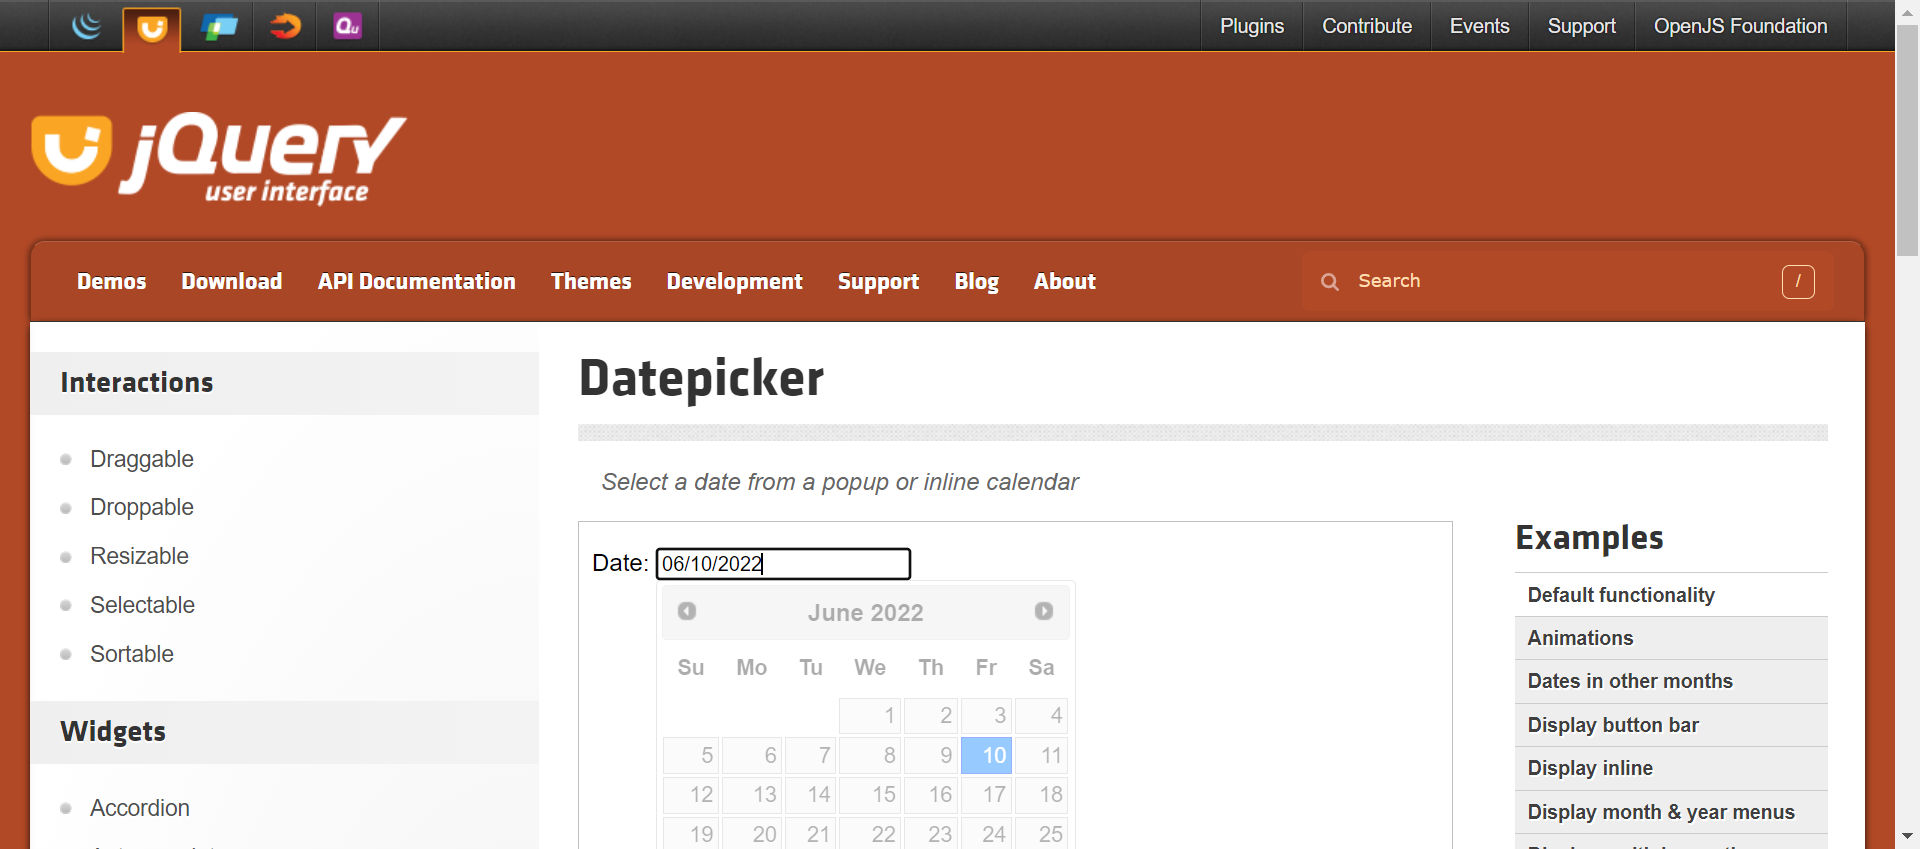 Qu
Plugins
Contribute
Events
Support
OpenJS Foundation
jQuery
user interface
Demos
Download
API Documentation
Themes
Development
Support
Blog
About
Search
/
Interactions
Draggable
Droppable
Resizable
Selectable
Sortable
Widgets
Accordion
Datepicker
Select a date from a popup or inline calendar
Date: 06/10/2022
June 2022
Su Mo Tu We Th Fr Sa
1 2 3 4
5 6 7 8 9 10 11
12 13 14 15 16 17 18
19 20 21 22 23 24 25
Examples
Default functionality
Animations
Dates in other months
Display button bar
Display inline
Display month & year menus